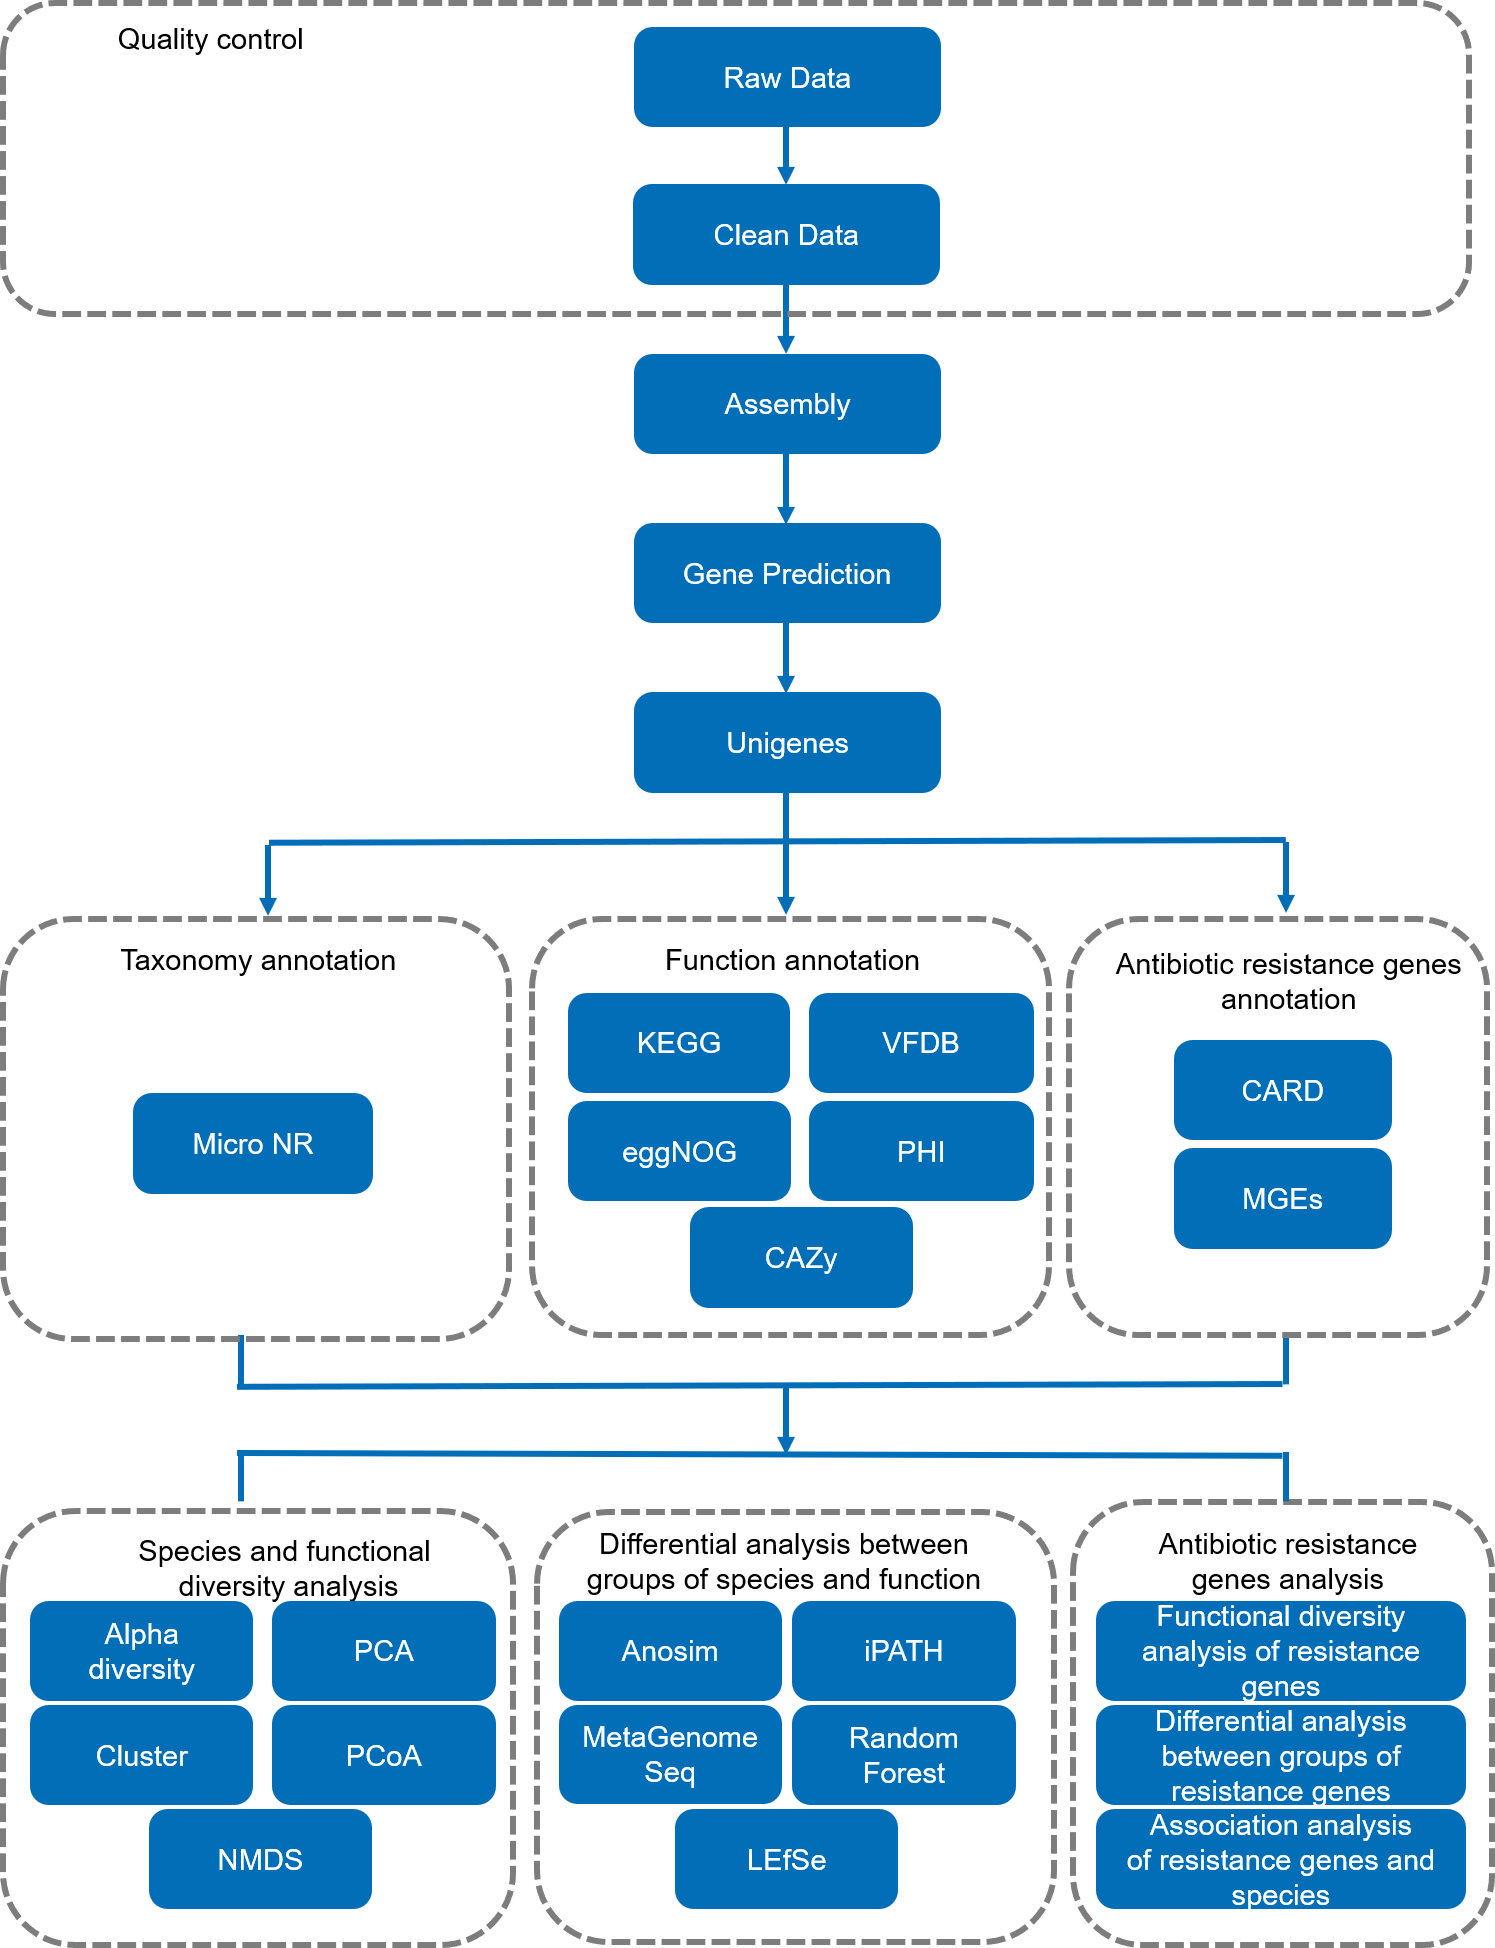 Quality control
Raw Data
Clean Data
Assembly
Gene Prediction
Unigenes
Taxonomy annotation
Micro NR
Function annotation
KEGG
VFDB
eggNOG
PHI
CAZy
Antibiotic resistance genes
annotation
CARD
MGEs
Species and functional
diversity analysis
Alpha
diversity
PCA
Cluster
PCoA
NMDS
Differential analysis between
groups of species and function
Anosim
iPATH
MetaGenome
Seq
Random
Forest
LEfSe
Antibiotic resistance
genes analysis
Functional diversity
analysis of resistance
genes
Differential analysis
between groups of
resistance genes
Association analysis
of resistance genes and
species